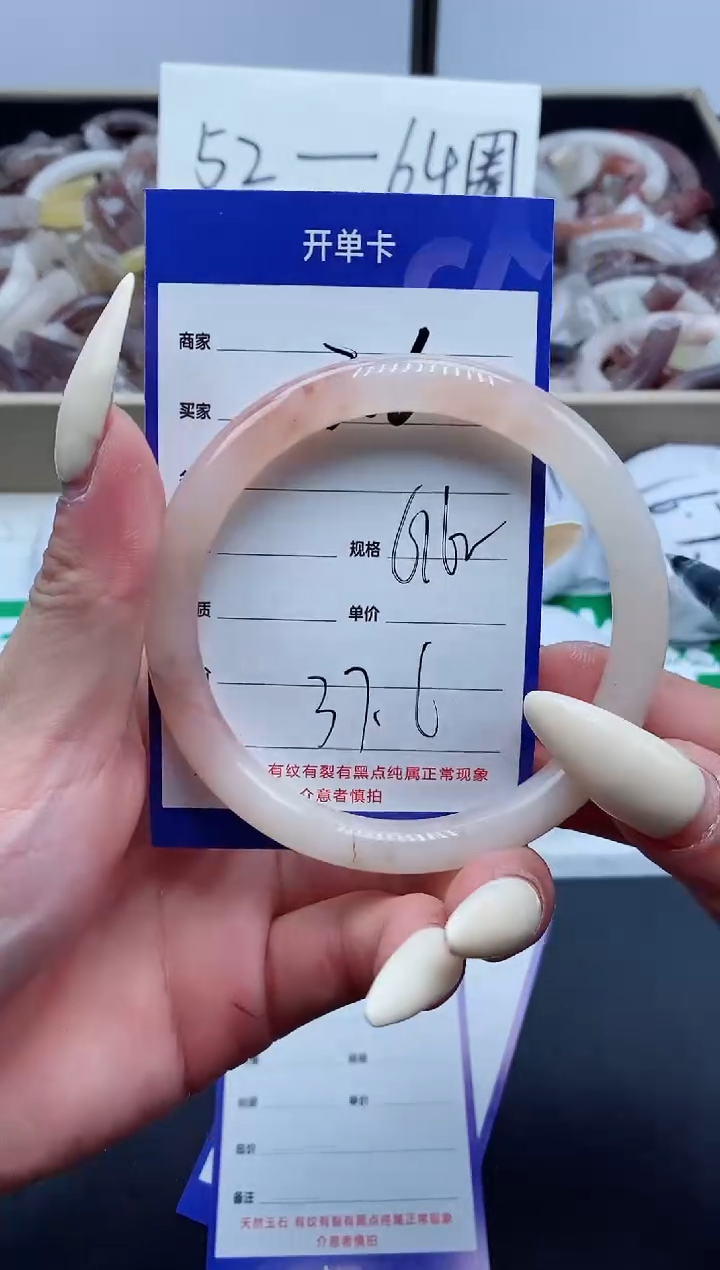 52—64圈
开单卡
商家
买家
规格
质
单价
37.6
有纹有裂有黑点纯属正常现象
介意者慎拍
单价
备注
天然玉石 有纹有裂有黑点纯属正常现象
介意者慎拍